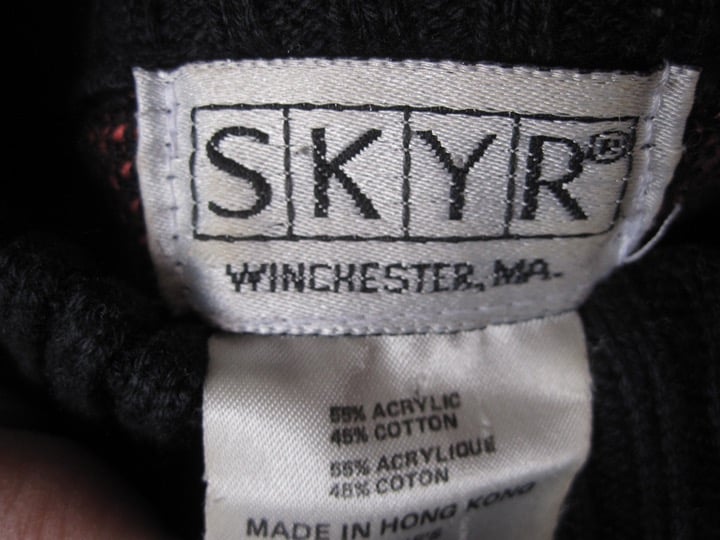 SKYR®
WINCHESTER, MA.
55% ACRYLIC
45% COTTON
55% ACRYLIQUE
45% COTON
MADE IN HONG KONG